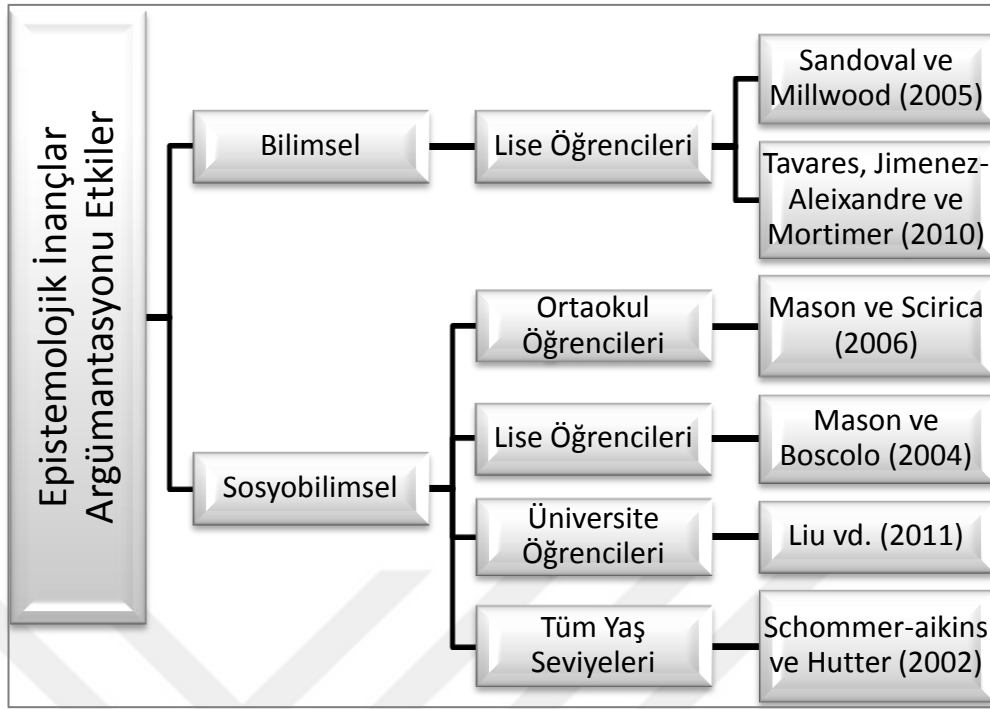 Epistemolojik İnançlar
Argümantasyonu Etkiler
Bilimsel
Lise Öğrencileri
Sandoval ve
Millwood (2005)
Tavares, Jimenez-
Aleixandre ve
Mortimer (2010)
Sosyobilimsel
Ortaokul
Öğrencileri
Mason ve Scirica
(2006)
Lise Öğrencileri
Mason ve
Boscolo (2004)
Üniversite
Öğrencileri
Liu vd. (2011)
Tüm Yaş
Seviyeleri
Schommer-aikins
ve Hutter (2002)